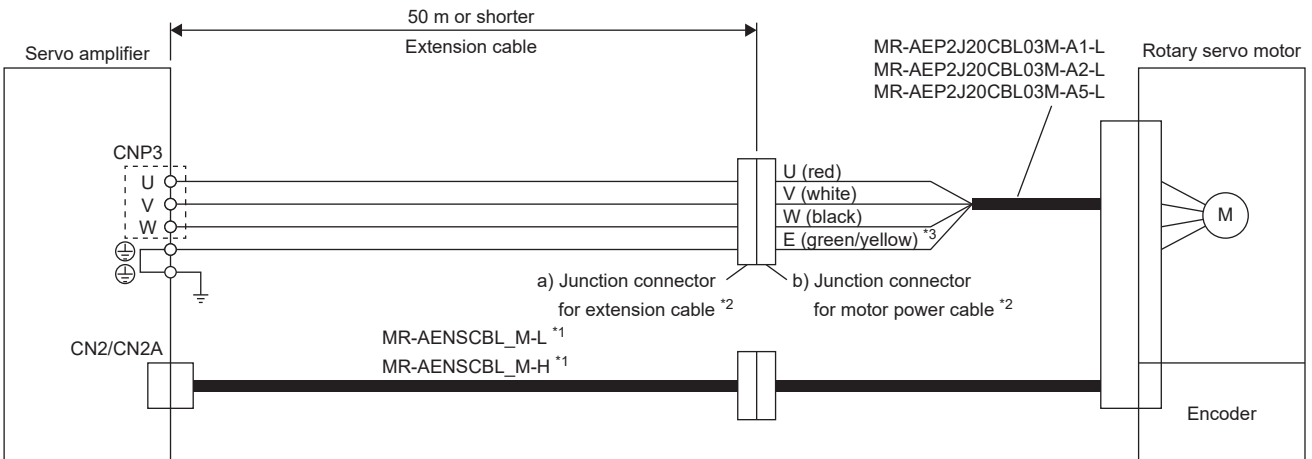 50 m or shorter
Extension cable
Servo amplifier
MR-AEP2J20CBL03M-A1-L
MR-AEP2J20CBL03M-A2-L
MR-AEP2J20CBL03M-A5-L
Rotary servo motor
CNP3
U
V
W
U (red)
V (white)
W (black)
E (green/yellow) *3
M
a) Junction connector
for extension cable *2
b) Junction connector
for motor power cable *2
CN2/CN2A
MR-AENSCBL_M-L *1
MR-AENSCBL_M-H *1
Encoder